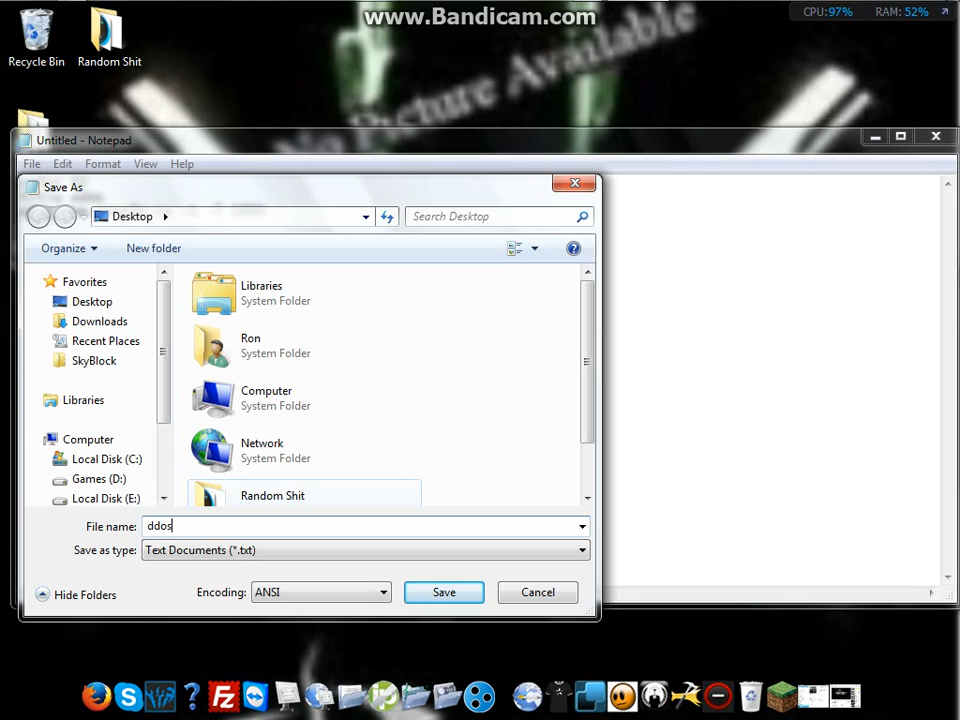 www.Bandicam.com
CPU:97% RAM: 52%
Recycle Bin
Random Shit
No Picture Available
Untitled - Notepad
File Edit Format View Help
Save As
Desktop
Search Desktop
Organize New folder
Favorites
Desktop
Downloads
Recent Places
SkyBlock
Libraries
Computer
Local Disk (C:)
Games (D:)
Local Disk (E:)
Libraries
System Folder
Ron
System Folder
Computer
System Folder
Network
System Folder
Random Shit
File name: ddos
Save as type: Text Documents (*.txt)
Hide Folders
Encoding: ANSI
Save
Cancel